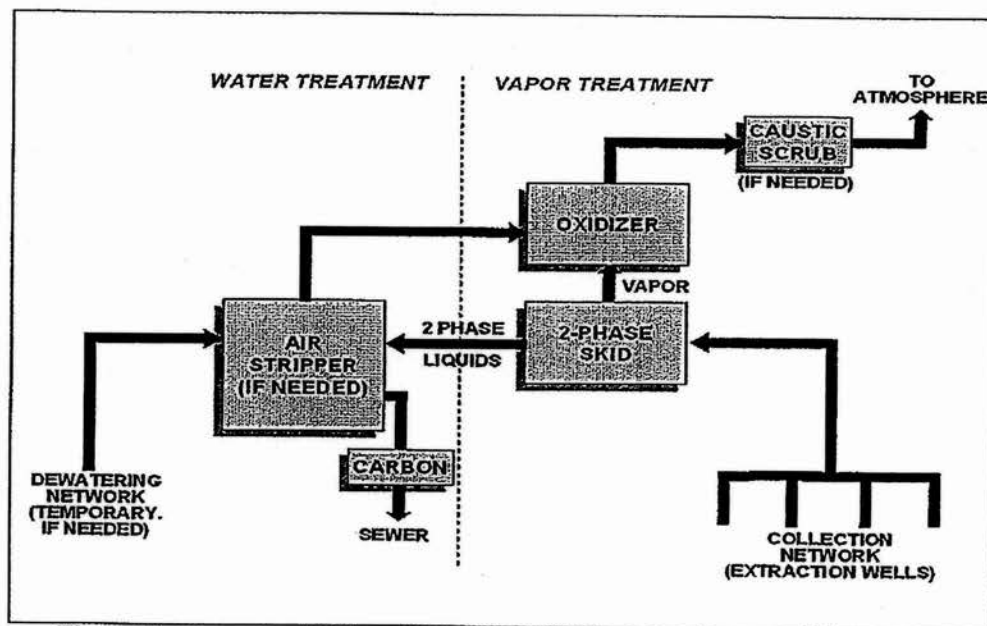 WATER TREATMENT
VAPOR TREATMENT
TO
ATMOSPHERE
CAUSTIC
SCRUB
(IF NEEDED)
OXIDIZER
VAPOR
2-PHASE
SKID
2 PHASE
LIQUIDS
AIR
STRIPPER
(IF NEEDED)
CARBON
SEWER
DEWATERING
NETWORK
(TEMPORARY.
IF NEEDED)
COLLECTION
NETWORK
(EXTRACTION WELLS)